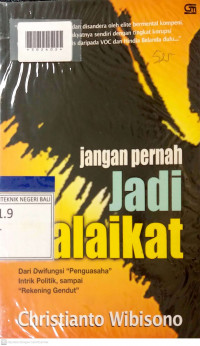 dan disandera oleh elite bermental kompeni
rakyatnya sendiri dengan tingkat korupsi
daripada VOC dan Hindia Belanda dulu..."
jangan pernah
Jadi
alaikat
TEKNIK NEGERI BALI
1.9
Dari Dwifungsi "Penguasaha"
Intrik Politik, sampai
"Rekening Gendut"
Christianto Wibisono